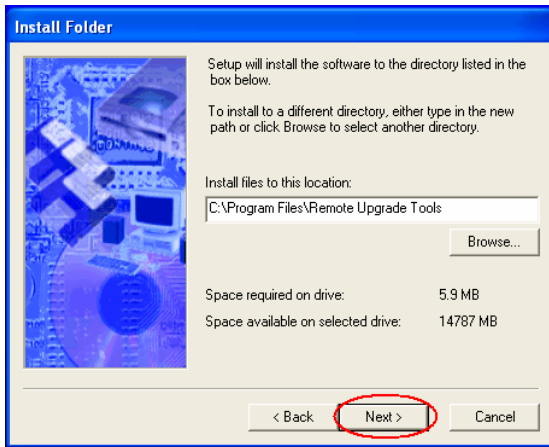 Install Folder
Setup will install the software to the directory listed in the
box below.
To install to a different directory, either type in the new
path or click Browse to select another directory.
Install files to this location:
C:\Program Files\Remote Upgrade Tools
Browse...
Space required on drive: 5.9 MB
Space available on selected drive: 14787 MB
< Back Next > Cancel